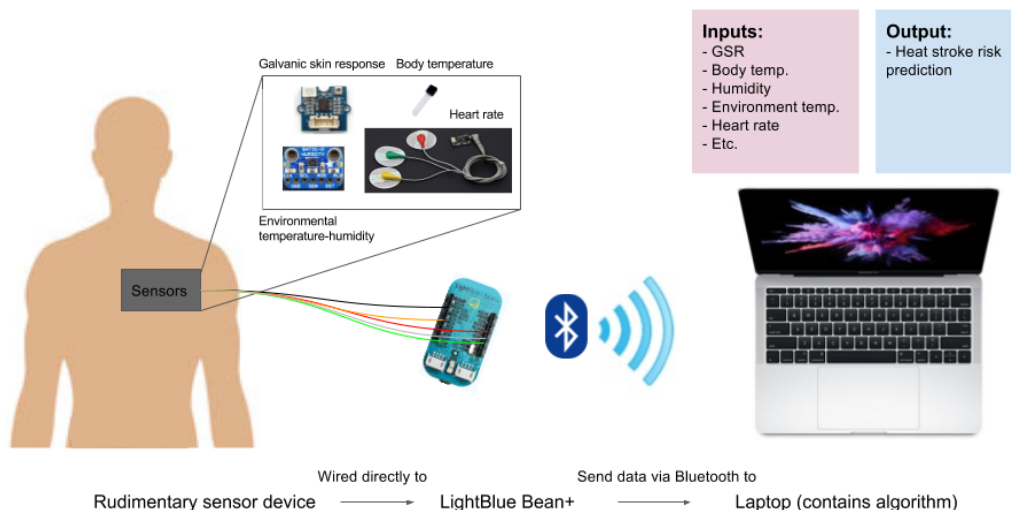 Inputs:
- GSR
- Body temp.
- Humidity
- Environment temp.
- Heart rate
- Etc.
Output:
- Heat stroke risk
prediction
Galvanic skin response
Body temperature
Heart rate
HUMIDITY
Environmental
temperature-humidity
Sensors
Wired directly to
Send data via Bluetooth to
Rudimentary sensor device
LightBlue Bean+
Laptop (contains algorithm)